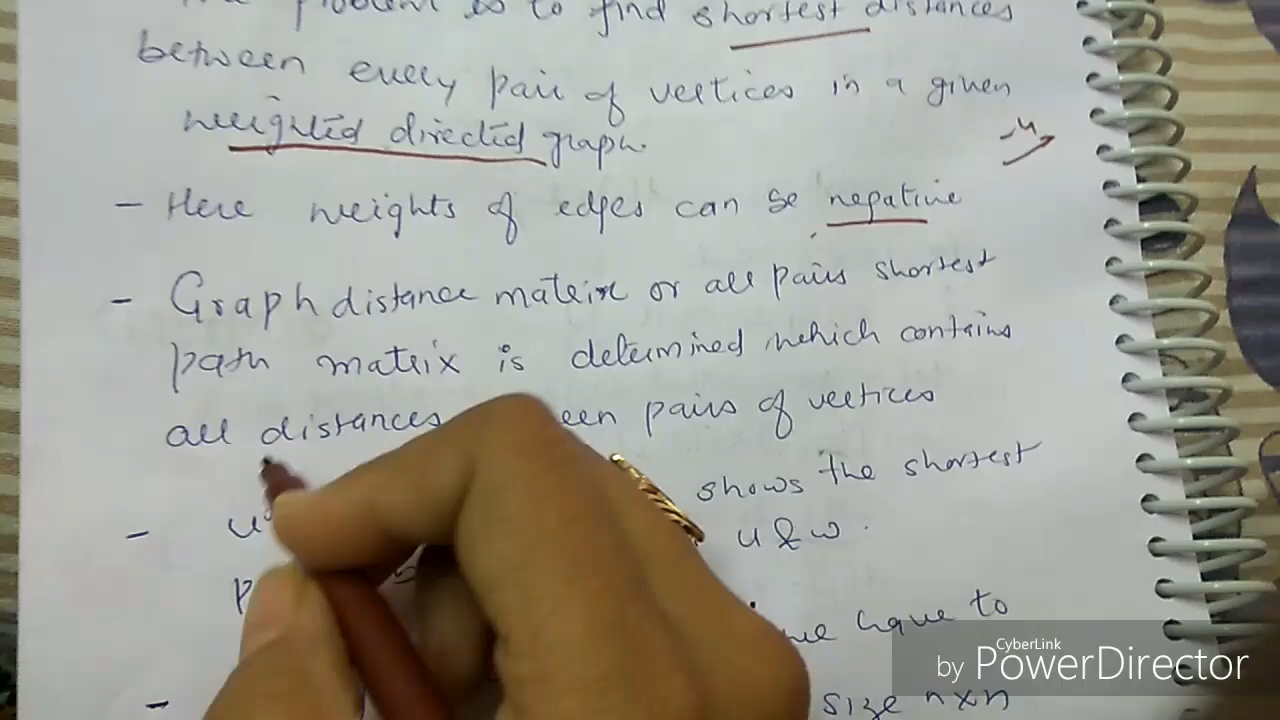 problem is to find shortest distances
between every pair of vertices in a given
weighted directed graph.
-4
- Here weights of edges can be negative
- Graph distance matrix or all pairs shortest
path matrix is determined which contains
all distances een pairs of vertices
shows the shortest
- u u & w.
we have to
- size n x n
CyberLink
by PowerDirector